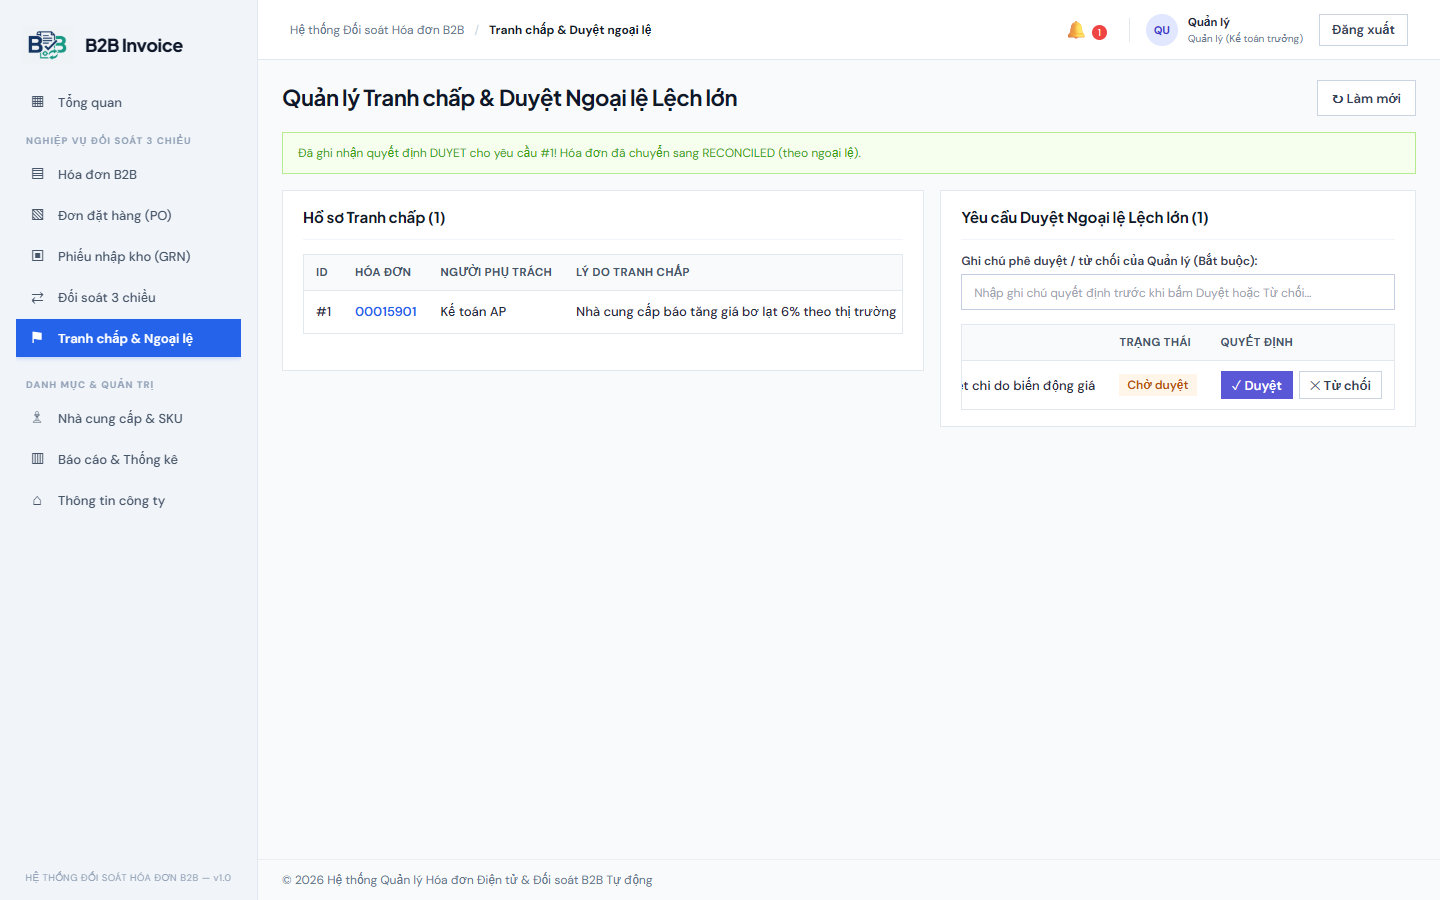 B2B Invoice
Tổng quan
NGHIỆP VỤ ĐỐI SOÁT 3 CHIỀU
Hóa đơn B2B
Đơn đặt hàng (PO)
Phiếu nhập kho (GRN)
Đối soát 3 chiều
Tranh chấp & Ngoại lệ
DANH MỤC & QUẢN TRỊ
Nhà cung cấp & SKU
Báo cáo & Thống kê
Thông tin công ty
HỆ THỐNG ĐỐI SOÁT HÓA ĐƠN B2B — v1.0
Hệ thống Đối soát Hóa đơn B2B / Tranh chấp & Duyệt ngoại lệ
1
QU
Quản lý
Quản lý (Kế toán trưởng)
Đăng xuất
Quản lý Tranh chấp & Duyệt Ngoại lệ Lệch lớn
↻ Làm mới
Đã ghi nhận quyết định DUYET cho yêu cầu #1! Hóa đơn đã chuyển sang RECONCILED (theo ngoại lệ).
Hồ sơ Tranh chấp (1)
ID HÓA ĐƠN NGƯỜI PHỤ TRÁCH LÝ DO TRANH CHẤP
#1 00015901 Kế toán AP Nhà cung cấp báo tăng giá bơ lạt 6% theo thị trường
Yêu cầu Duyệt Ngoại lệ Lệch lớn (1)
Ghi chú phê duyệt / từ chối của Quản lý (Bắt buộc):
Nhập ghi chú quyết định trước khi bấm Duyệt hoặc Từ chối...
TRẠNG THÁI QUYẾT ĐỊNH
chi do biến động giá Chờ duyệt ✓ Duyệt ✕ Từ chối
© 2026 Hệ thống Quản lý Hóa đơn Điện tử & Đối soát B2B Tự động